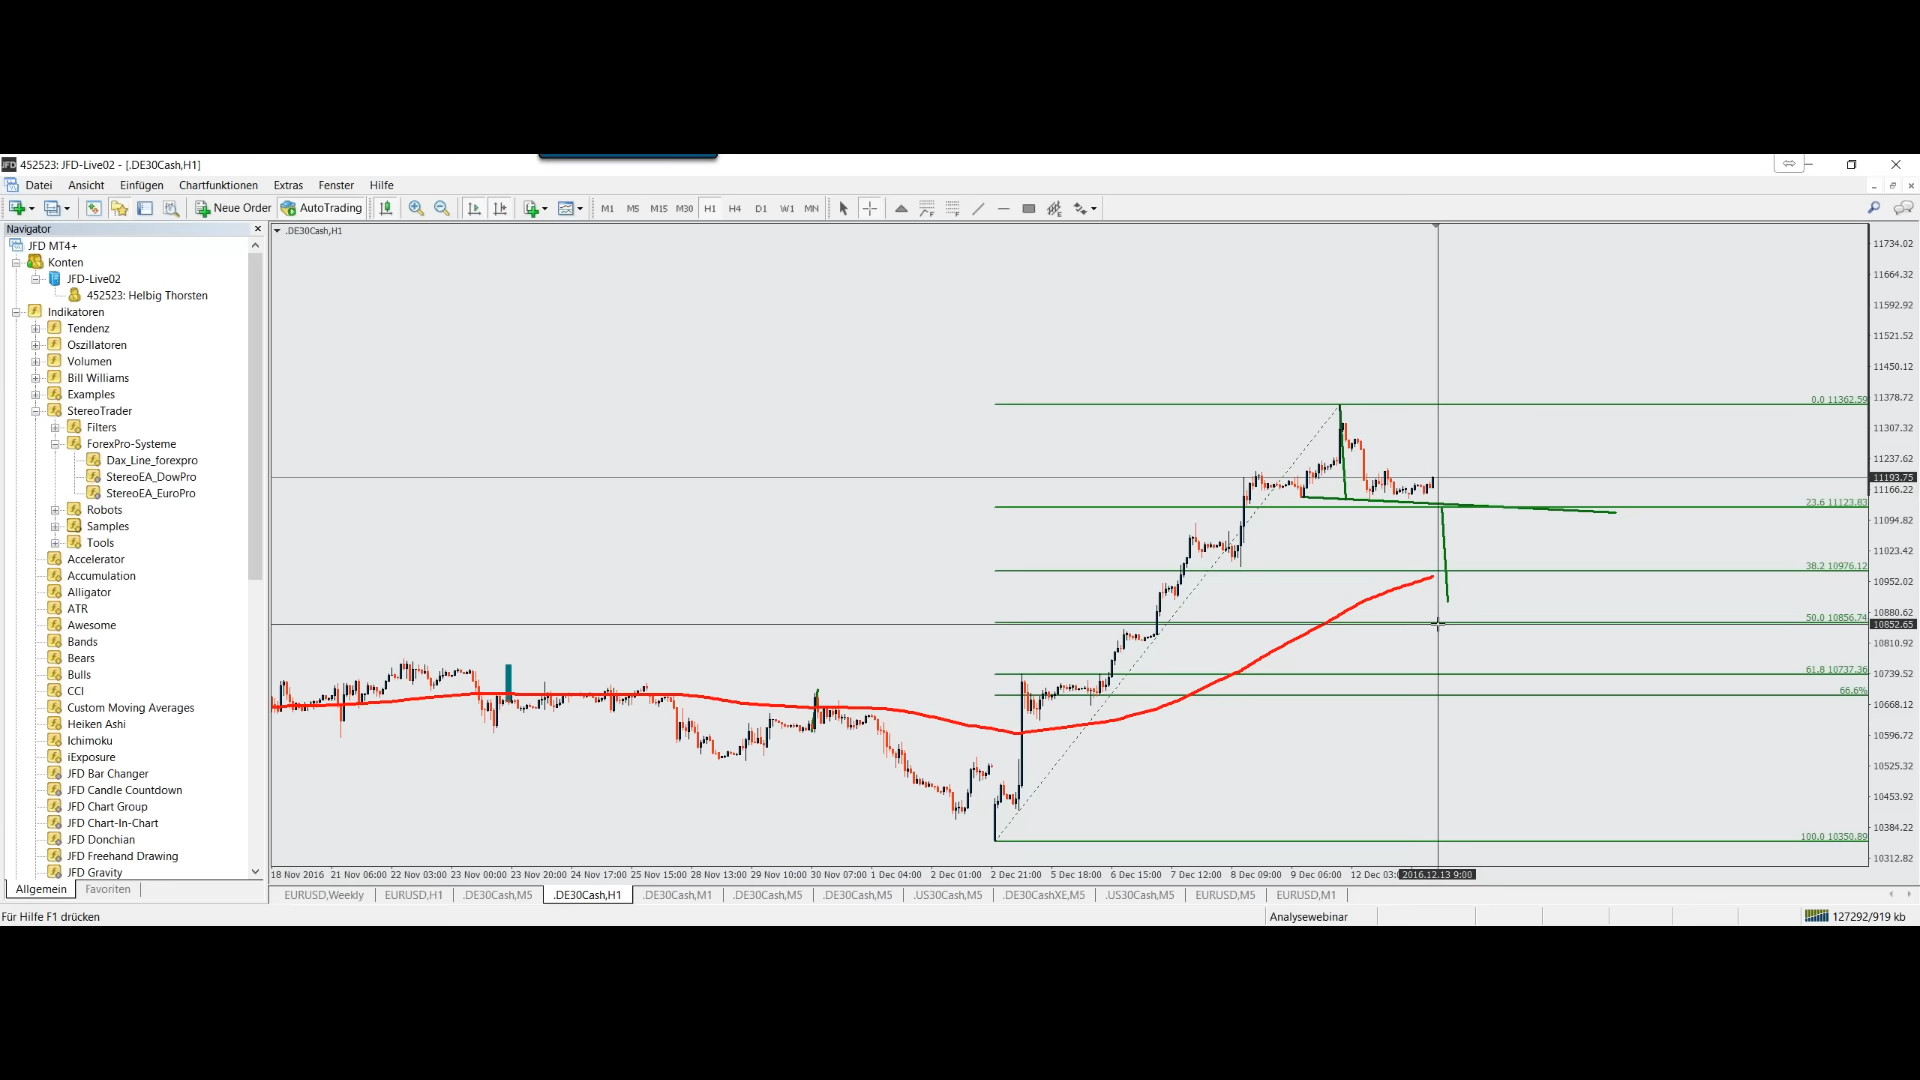 452523: JFD-Live02 - [.DE30Cash,H1]
Datei Ansicht Einfügen Chartfunktionen Extras Fenster Hilfe
Neue Order AutoTrading M1 M5 M15 M30 H1 H4 D1 W1 MN
Navigator
JFD MT4+
Konten
JFD-Live02
452523: Helbig Thorsten
Indikatoren
Tendenz
Oszillatoren
Volumen
Bill Williams
Examples
StereoTrader
Filters
ForexPro-Systeme
Dax_Line_forexpro
StereoEA_DowPro
StereoEA_EuroPro
Robots
Samples
Tools
Accelerator
Accumulation
Alligator
ATR
Awesome
Bands
Bears
Bulls
CCI
Custom Moving Averages
Heiken Ashi
Ichimoku
iExposure
JFD Bar Changer
JFD Candle Countdown
JFD Chart Group
JFD Chart-In-Chart
JFD Donchian
JFD Freehand Drawing
JFD Gravity
Allgemein Favoriten
.DE30Cash,H1
0.0 11362.59
23.6 11123.83
38.2 10976.12
50.0 10856.74
61.8 10737.36
66.6%
100.0 10350.89
11734.02
11664.32
11592.92
11521.52
11450.12
11378.72
11307.32
11237.62
11193.75
11166.22
11094.82
11023.42
10952.02
10880.62
10852.65
10810.92
10739.52
10668.12
10596.72
10525.32
10453.92
10384.22
10312.82
18 Nov 2016 21 Nov 06:00 22 Nov 03:00 23 Nov 00:00 23 Nov 20:00 24 Nov 17:00 25 Nov 15:00 28 Nov 13:00 29 Nov 10:00 30 Nov 07:00 1 Dec 04:00 2 Dec 01:00 2 Dec 21:00 5 Dec 18:00 6 Dec 15:00 7 Dec 12:00 8 Dec 09:00 9 Dec 06:00 12 Dec 03:0 2016.12.13 9:00
EURUSD,Weekly EURUSD,H1 .DE30Cash,M5 .DE30Cash,H1 .DE30Cash,M1 .DE30Cash,M5 .DE30Cash,M5 .US30Cash,M5 .DE30CashXE,M5 .US30Cash,M5 EURUSD,M5 EURUSD,M1
Für Hilfe F1 drücken Analysewebinar 127292/919 kb